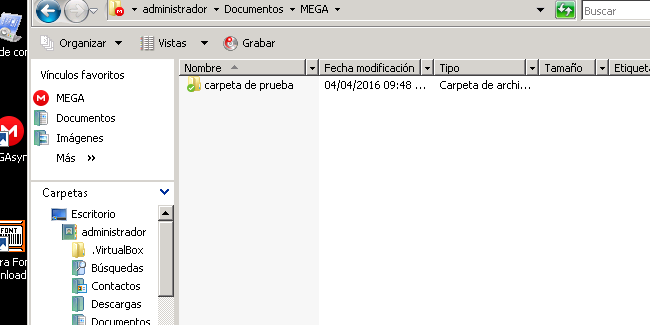 administrador ▸ Documentos ▸ MEGA ▸
Buscar
Organizar Vistas Grabar
de cor
Vínculos favoritos
MEGA
Documentos
Imágenes
Más »
Nombre Fecha modificación Tipo Tamaño Etiqueta
carpeta de prueba 04/04/2016 09:48 ... Carpeta de archi...
GAsyn
Carpetas
Escritorio
administrador
.VirtualBox
Búsquedas
Contactos
Descargas
Documentos
FONT
ra Fo
nload